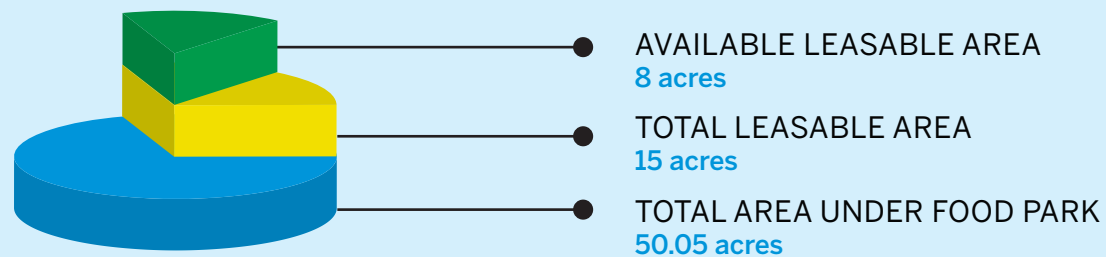 AVAILABLE LEASABLE AREA
8 acres
TOTAL LEASABLE AREA
15 acres
TOTAL AREA UNDER FOOD PARK
50.05 acres